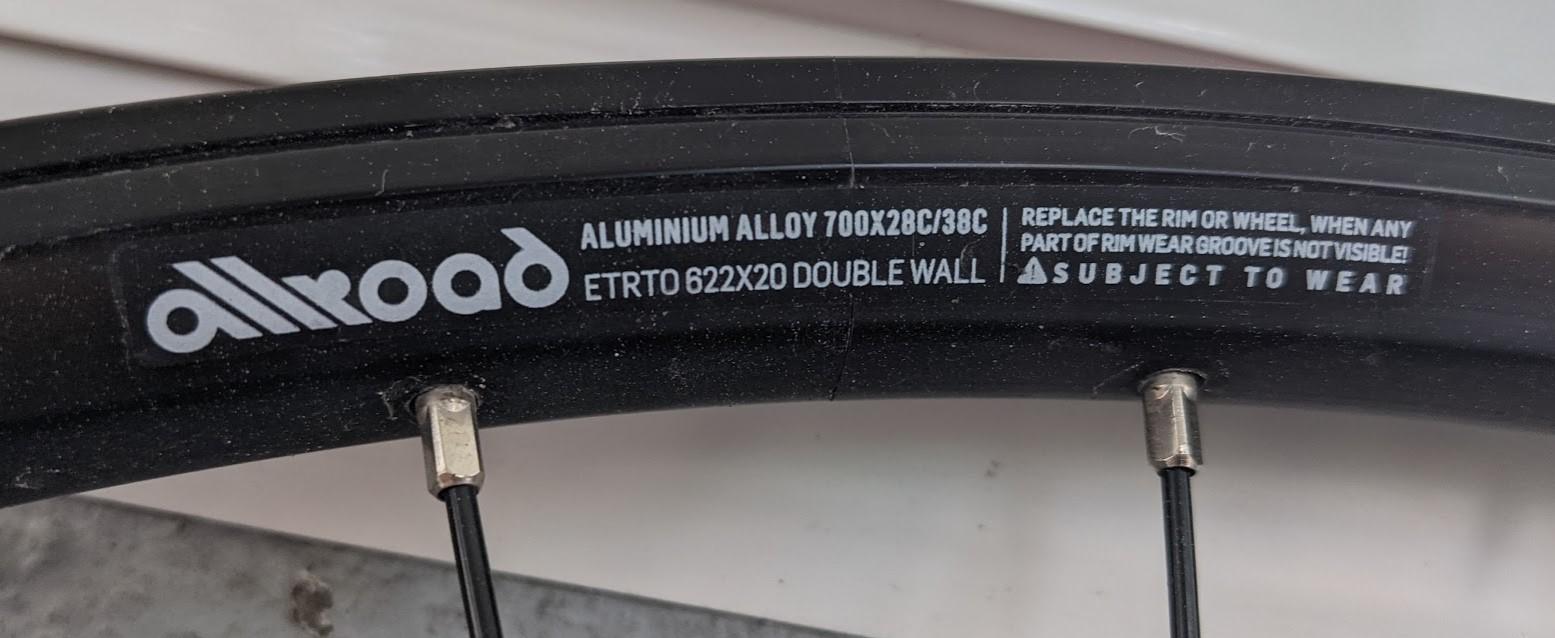 allroad
ALUMINIUM ALLOY 700X28C/38C
ETRTO 622X20 DOUBLE WALL
REPLACE THE RIM OR WHEEL, WHEN ANY
PART OF RIM WEAR GROOVE IS NOT VISIBLE!
SUBJECT TO WEAR